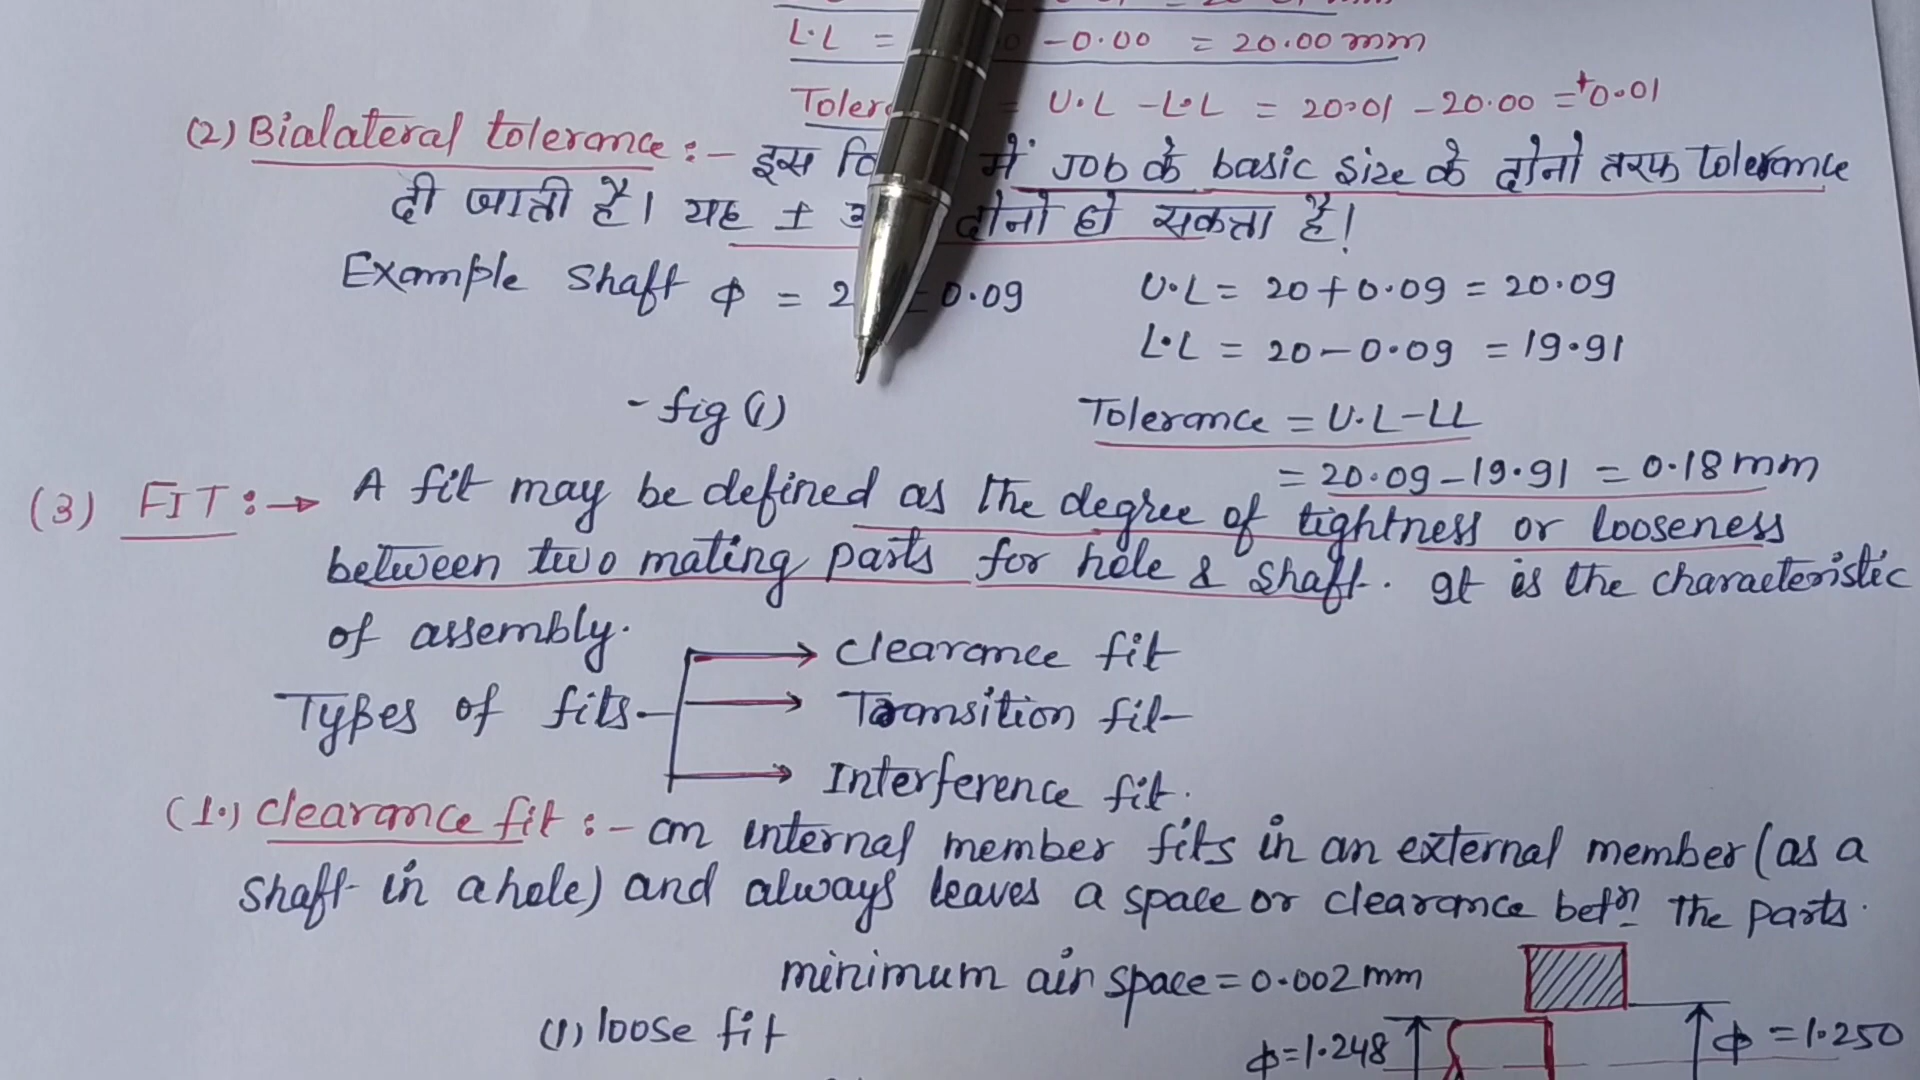 L.L = 0 - 0.00 = 20.00 mm
Toler = U.L - L.L = 20.01 - 20.00 = +0.01
(2) Bialateral tolerance :- इस में Job के basic size के दोनो तरफ Tolerance
दी जाती है। यह ± दोनो हो सकता है!
Example Shaft ϕ = 2 0.09
U.L = 20 + 0.09 = 20.09
L.L = 20 - 0.09 = 19.91
- fig (1)
Tolerance = U.L - LL
= 20.09 - 19.91 = 0.18 mm
(3) FIT :→ A fit may be defined as the degree of tightness or looseness
between two mating parts for hole & shaft. It is the characteristic
of assembly.
Types of fits -
Clearance fit
Transition fit
Interference fit.
(1.) Clearance fit :- an internal member fits in an external member (as a
Shaft in a hole) and always leaves a space or clearance betn the parts.
minimum air space = 0.002 mm
(1) loose fit
ϕ=1.248
ϕ = 1.250